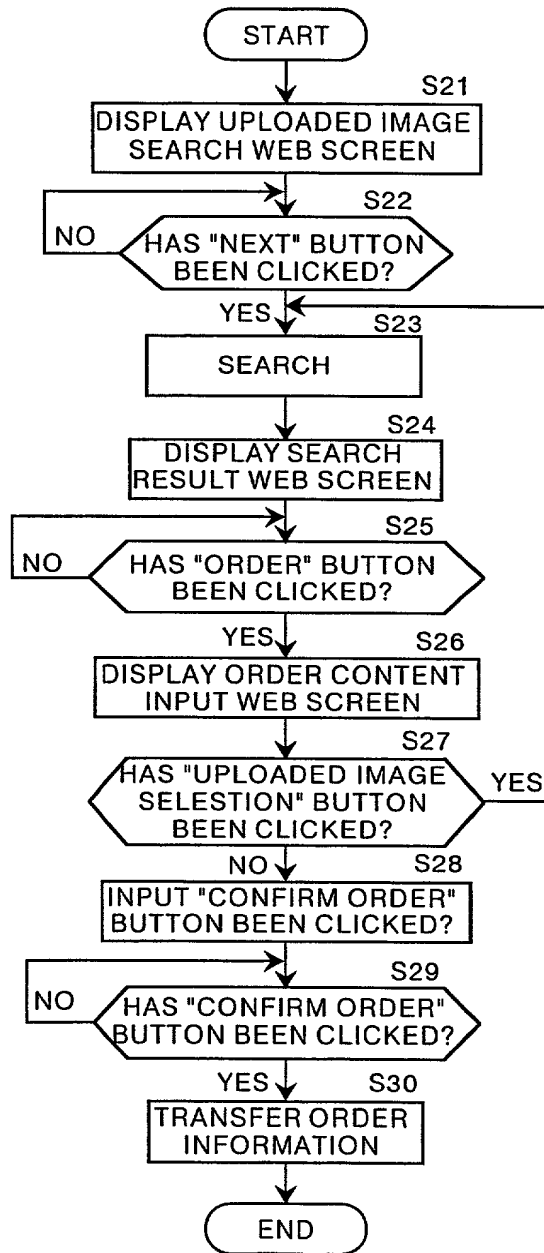 START
S21
DISPLAY UPLOADED IMAGE
SEARCH WEB SCREEN
S22
NO
HAS "NEXT" BUTTON
BEEN CLICKED?
YES
S23
SEARCH
S24
DISPLAY SEARCH
RESULT WEB SCREEN
S25
NO
HAS "ORDER" BUTTON
BEEN CLICKED?
YES
S26
DISPLAY ORDER CONTENT
INPUT WEB SCREEN
S27
HAS "UPLOADED IMAGE
SELESTION" BUTTON
BEEN CLICKED?
YES
NO
S28
INPUT "CONFIRM ORDER"
BUTTON BEEN CLICKED?
S29
NO
HAS "CONFIRM ORDER"
BUTTON BEEN CLICKED?
YES
S30
TRANSFER ORDER
INFORMATION
END